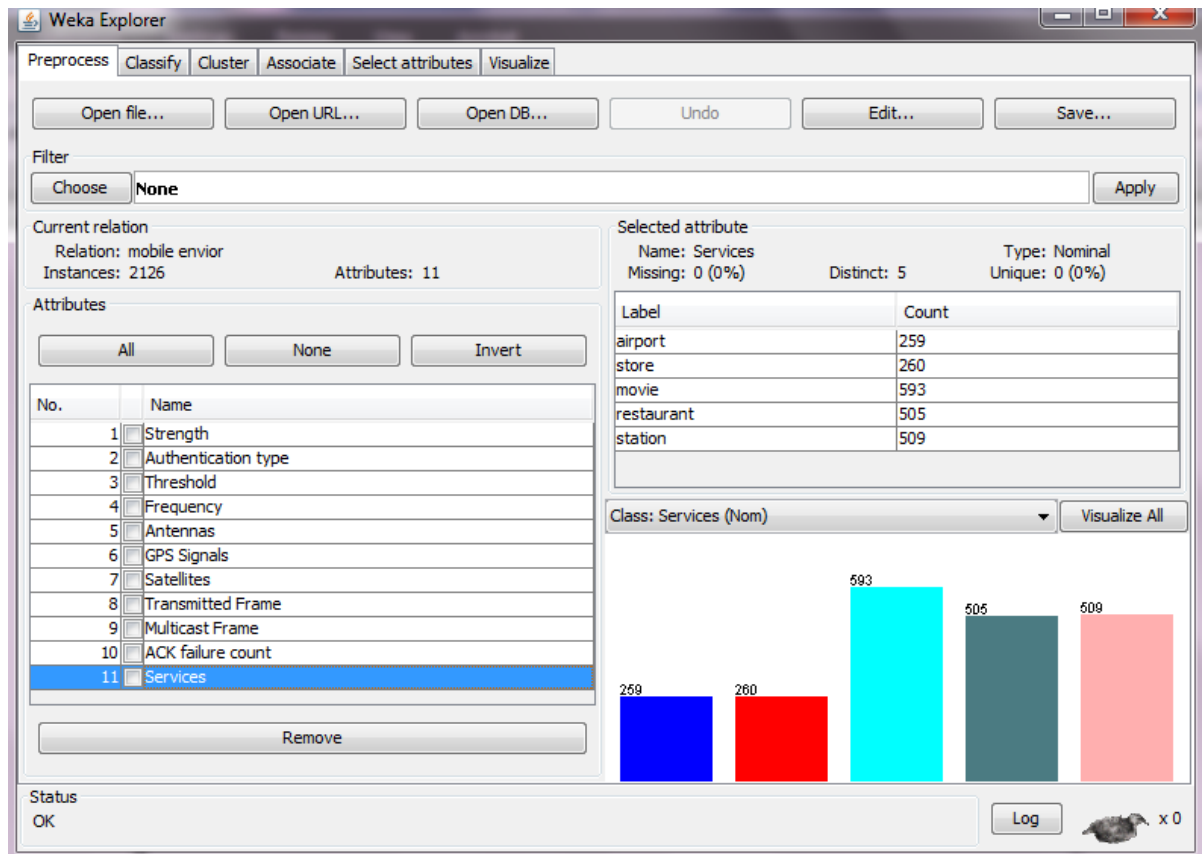 Weka Explorer
Preprocess Classify Cluster Associate Select attributes Visualize
Open file... Open URL... Open DB... Undo Edit... Save...
Filter
Choose None Apply
Current relation
Relation: mobile envior
Instances: 2126 Attributes: 11
Attributes
All None Invert
No. Name
1 Strength
2 Authentication type
3 Threshold
4 Frequency
5 Antennas
6 GPS Signals
7 Satellites
8 Transmitted Frame
9 Multicast Frame
10 ACK failure count
11 Services
Remove
Selected attribute
Name: Services Type: Nominal
Missing: 0 (0%) Distinct: 5 Unique: 0 (0%)
Label Count
airport 259
store 260
movie 593
restaurant 505
station 509
Class: Services (Nom) Visualize All
259 260 593 505 509
Status
OK Log x 0